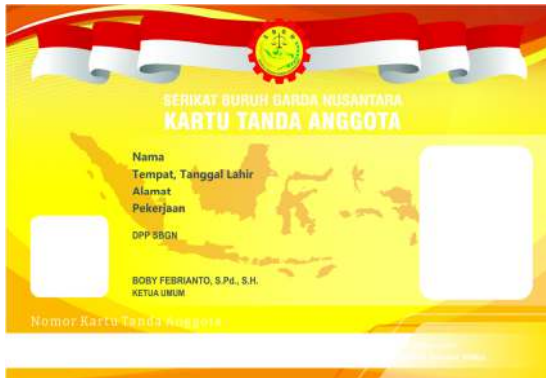 SERIKAT BURUH GARDA NUSANTARA
KARTU TANDA ANGGOTA
Nama
Tempat, Tanggal Lahir
Alamat
Pekerjaan
DPP SBGN
BOBY FEBRIANTO, S.Pd., S.H.
KETUA UMUM
Nomor Kartu Tanda Anggota